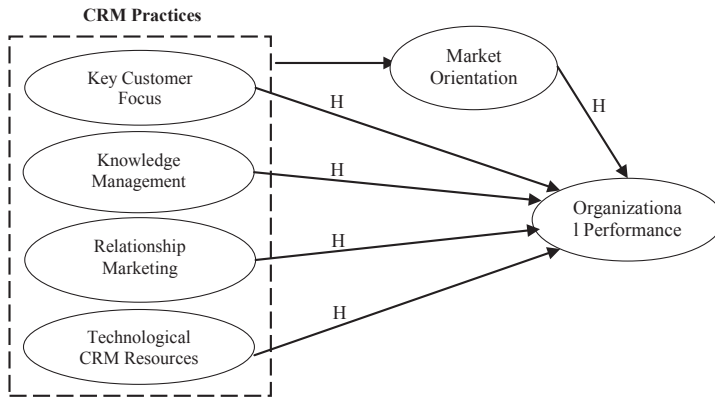 CRM Practices
Key Customer
Focus
Knowledge
Management
Relationship
Marketing
Technological
CRM Resources
Market
Orientation
H
H
H
H
H
Organizationa
l Performance